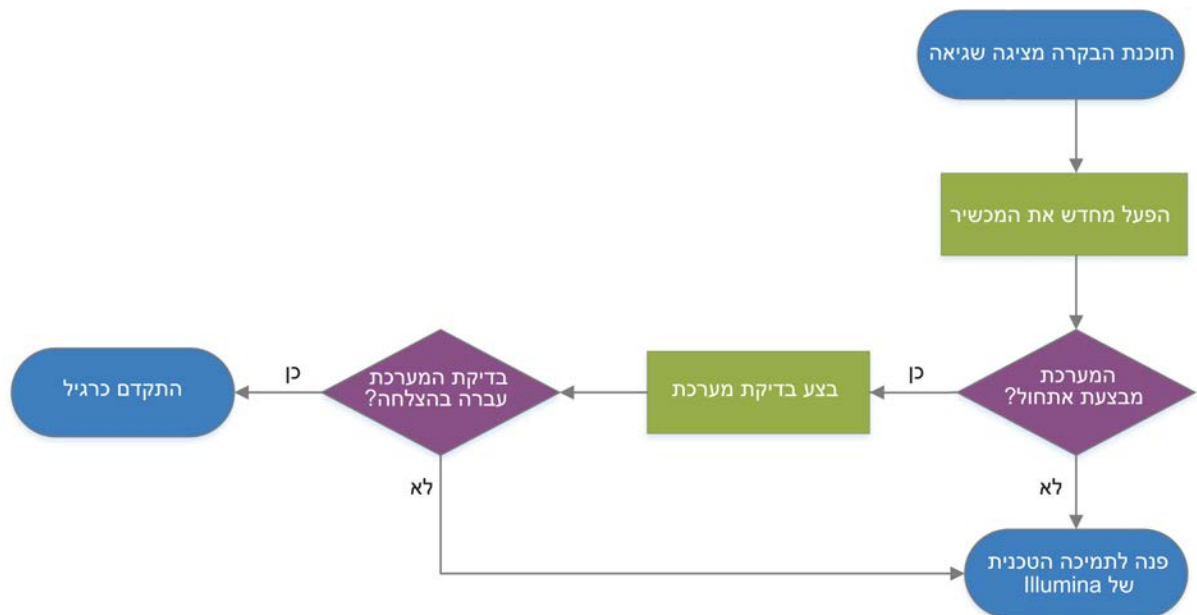 תוכנת הבקרה מציגה שגיאה
הפעל מחדש את המכשיר
המערכת
מבצעת אתחול?
כן
בצע בדיקת מערכת
בדיקת המערכת
עברה בהצלחה?
כן
התקדם כרגיל
לא
לא
פנה לתמיכה הטכנית
של Illumina